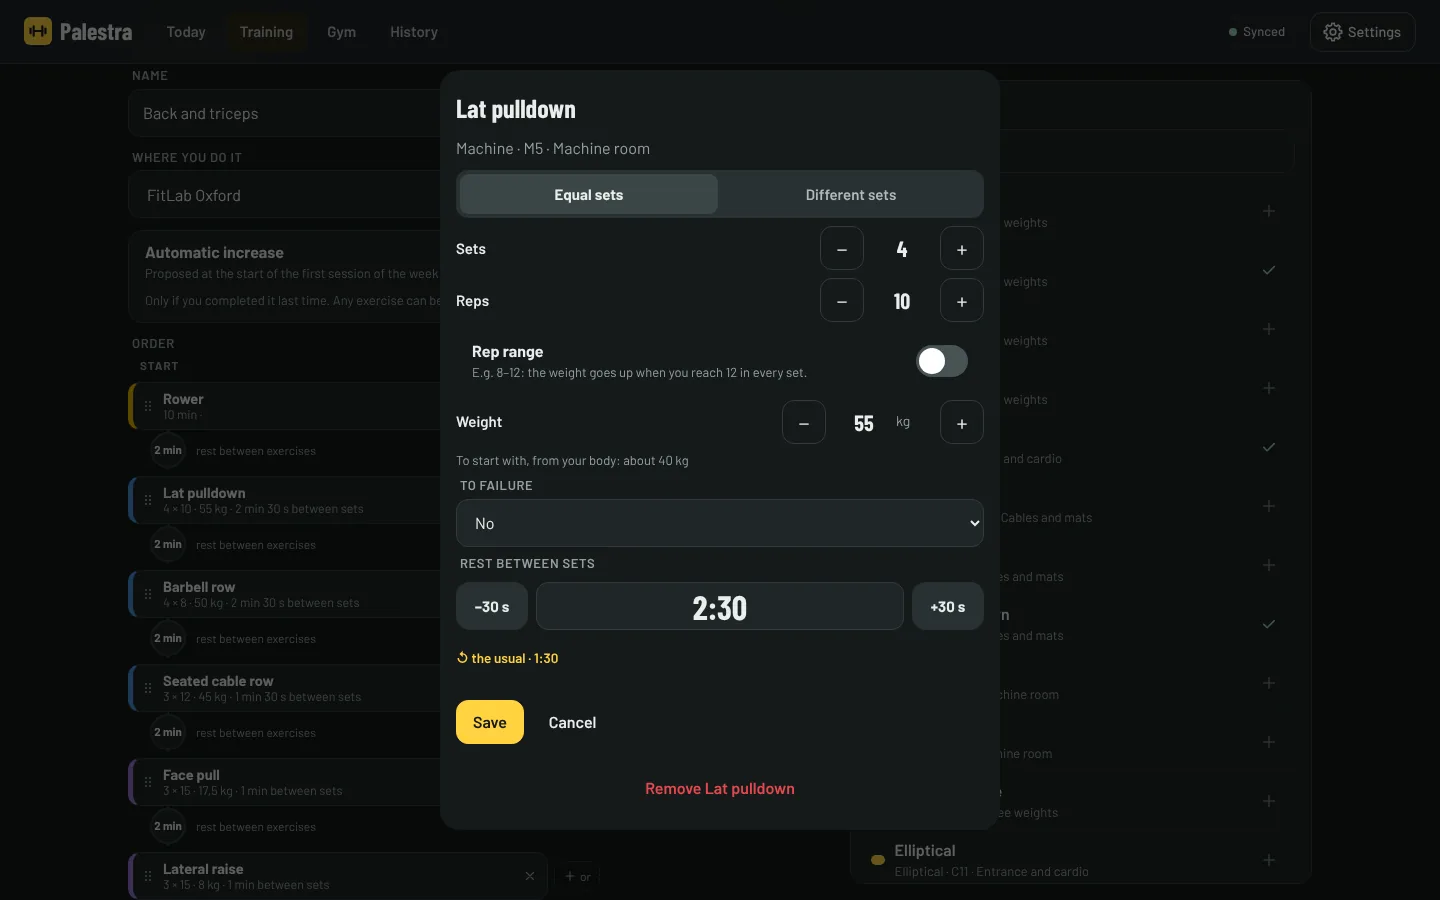 Palestra
Today
Training
Gym
History
Synced
Settings
NAME
Back and triceps
WHERE YOU DO IT
FitLab Oxford
Automatic increase
Proposed at the start of the first session of the week
Only if you completed it last time. Any exercise can be
ORDER
START
Rower
10 min ·
2 min rest between exercises
Lat pulldown
4 × 10 · 55 kg · 2 min 30 s between sets
2 min rest between exercises
Barbell row
4 × 8 · 50 kg · 2 min 30 s between sets
2 min rest between exercises
Seated cable row
3 × 12 · 45 kg · 1 min 30 s between sets
2 min rest between exercises
Face pull
3 × 15 · 17,5 kg · 1 min between sets
2 min rest between exercises
Lateral raise
3 × 15 · 8 kg · 1 min between sets
+ or
Lat pulldown
Machine · M5 · Machine room
Equal sets
Different sets
Sets
− 4 +
Reps
− 10 +
Rep range
E.g. 8–12: the weight goes up when you reach 12 in every set.
Weight
− 55 kg +
To start with, from your body: about 40 kg
TO FAILURE
No
REST BETWEEN SETS
−30 s
2:30
+30 s
the usual · 1:30
Save
Cancel
Remove Lat pulldown
weights
weights
weights
weights
and cardio
Cables and mats
and mats
and mats
room
room
weights
Elliptical
Elliptical · C11 · Entrance and cardio